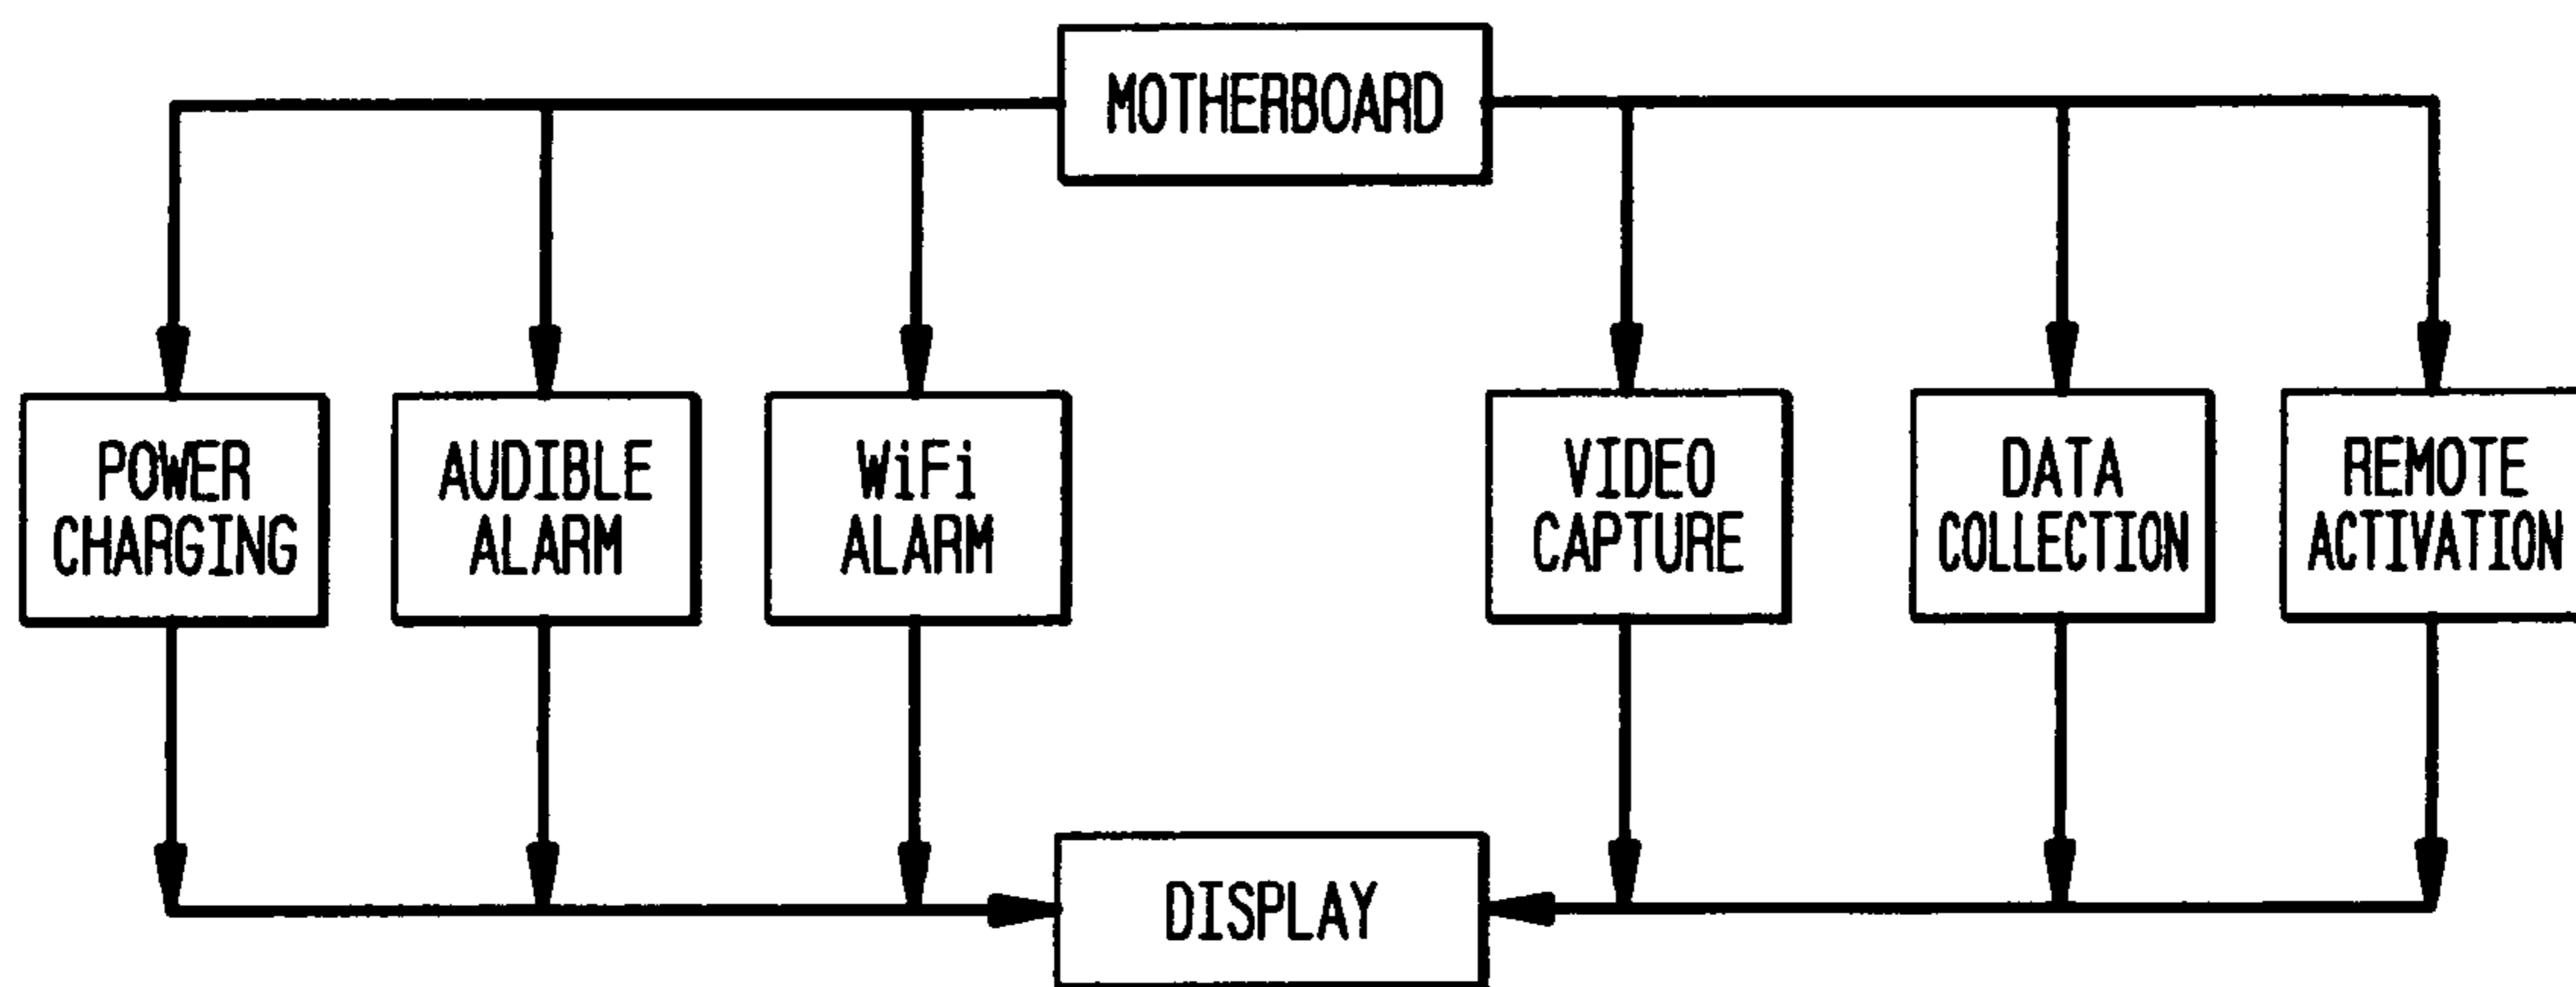 MOTHERBOARD
POWER
CHARGING
AUDIBLE
ALARM
WiFi
ALARM
VIDEO
CAPTURE
DATA
COLLECTION
REMOTE
ACTIVATION
DISPLAY